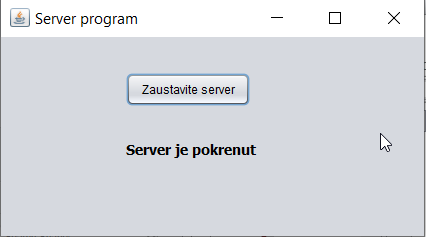 Server program
Zaustavite server
Server je pokrenut